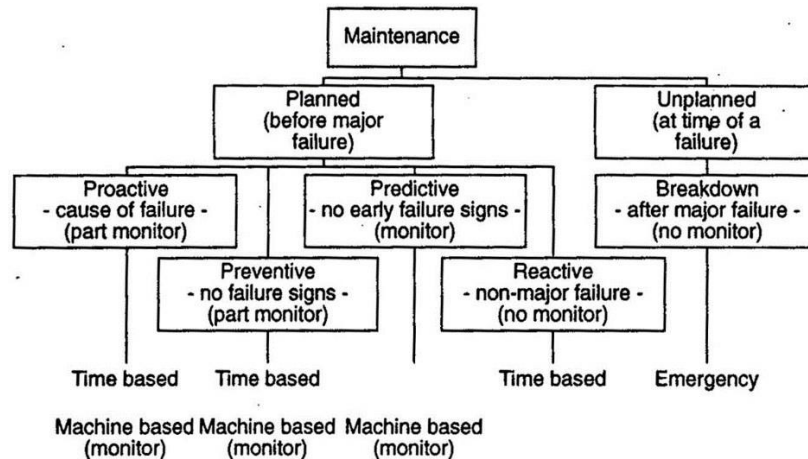 Maintenance
Planned
(before major
failure)
Unplanned
(at time of a
failure)
Proactive
- cause of failure -
(part monitor)
Predictive
- no early failure signs -
(monitor)
Breakdown
- after major failure -
(no monitor)
Preventive
- no failure signs -
(part monitor)
Reactive
- non-major failure -
(no monitor)
Time based
Time based
Time based
Emergency
Machine based
(monitor)
Machine based
(monitor)
Machine based
(monitor)